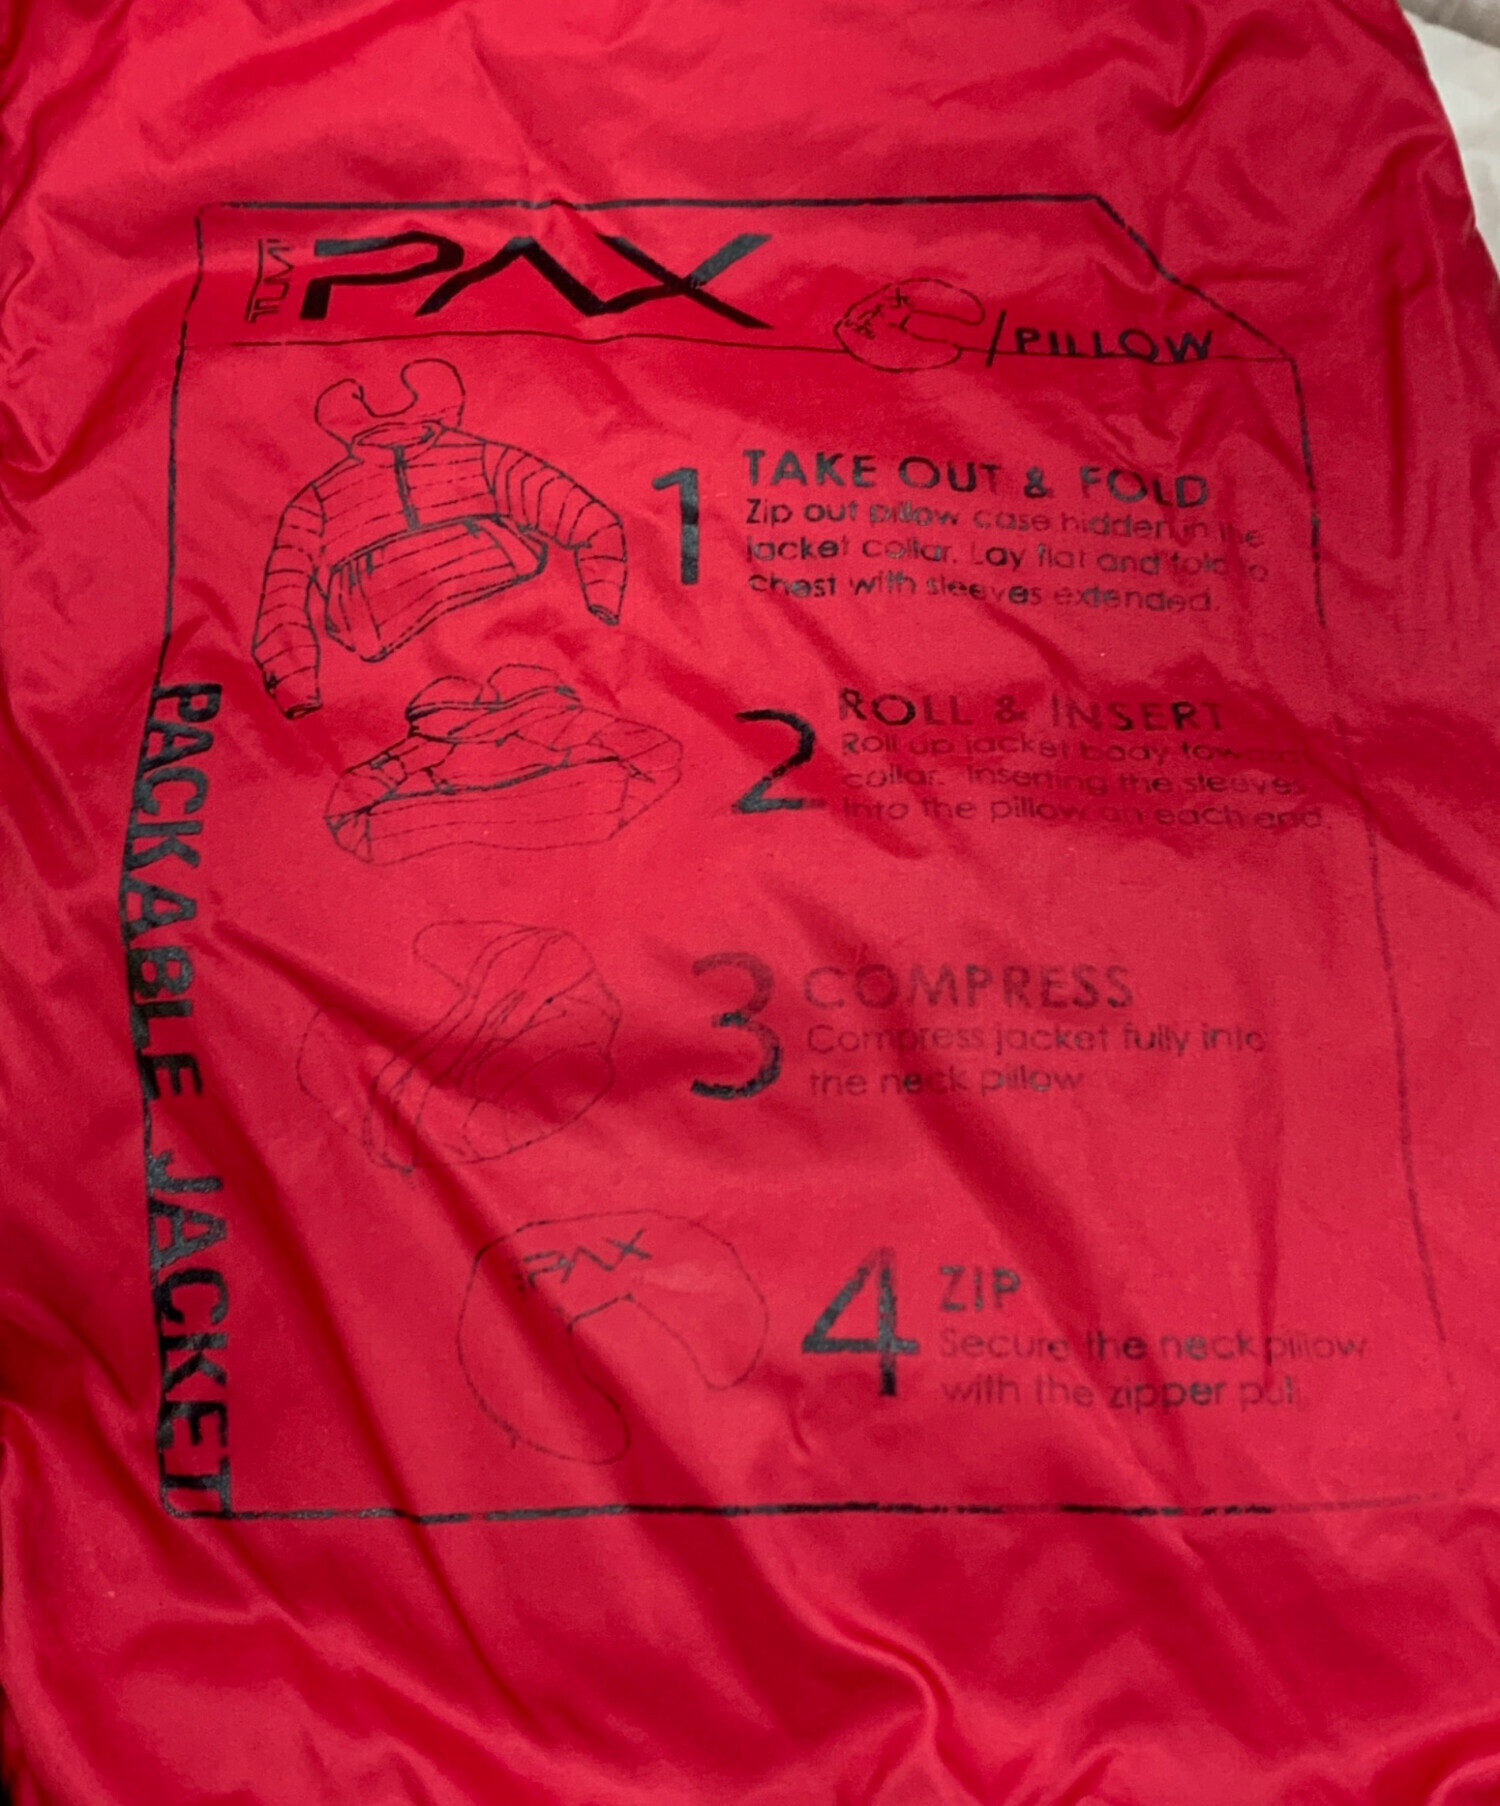 TUMI
PAX
/PILLOW
1
TAKE OUT & FOLD
Zip out pillow case hidden in the
jacket collar. Lay flat and fold to
chest with sleeves extended.
2
ROLL & INSERT
Roll up jacket body toward
collar. Inserting the sleeves
into the pillow on each end.
3
COMPRESS
Compress jacket fully into
the neck pillow
PAX
4
ZIP
Secure the neck pillow
with the zipper pull
PACKABLE JACKET